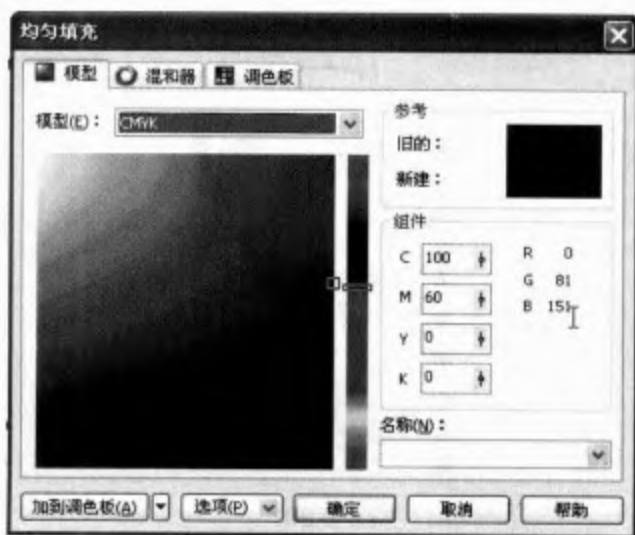 均匀填充
模型 混和器 调色板
模型(E)： CMYK
参考
旧的：
新建：
组件
C 100 R 0
M 60 G 81
Y 0 B 151
K 0
名称(N)：
加到调色板(A) 选项(P) 确定 取消 帮助